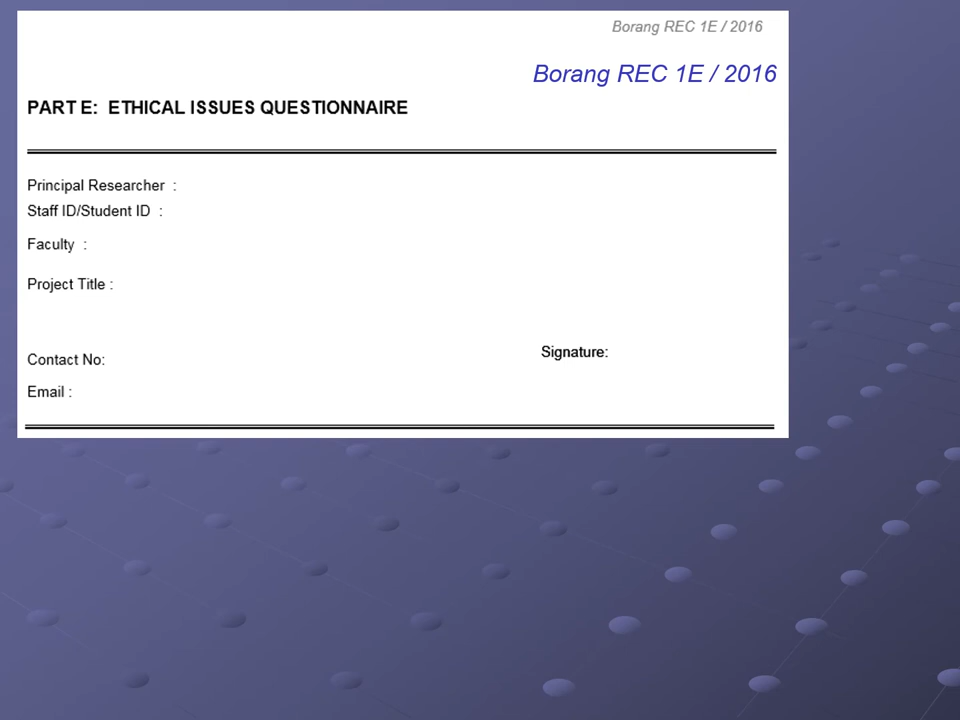 Borang REC 1E / 2016
Borang REC 1E / 2016
PART E: ETHICAL ISSUES QUESTIONNAIRE
Principal Researcher :
Staff ID/Student ID :
Faculty :
Project Title :
Signature:
Contact No:
Email :